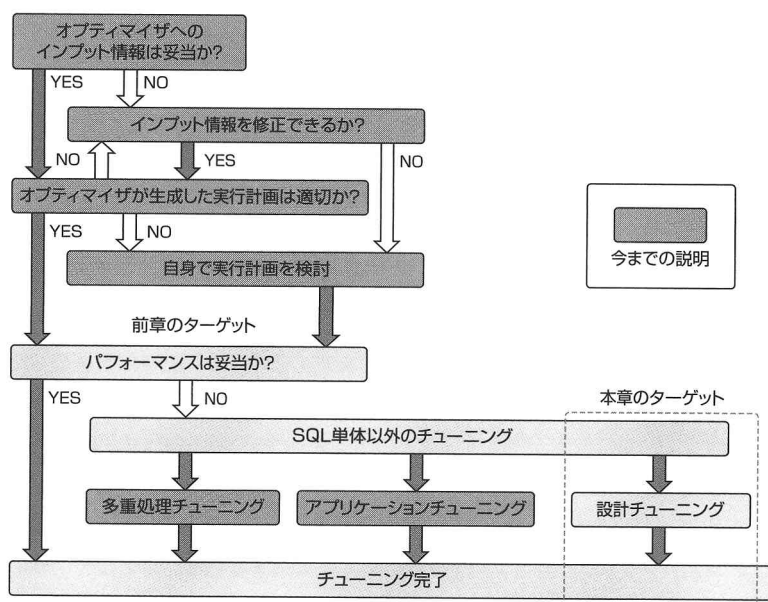 オプティマイザへの
インプット情報は妥当か?
YES
NO
インプット情報を修正できるか?
NO
YES
NO
オプティマイザが生成した実行計画は適切か?
YES
NO
自身で実行計画を検討
今までの説明
前章のターゲット
パフォーマンスは妥当か?
YES
NO
本章のターゲット
SQL単体以外のチューニング
多重処理チューニング
アプリケーションチューニング
設計チューニング
チューニング完了